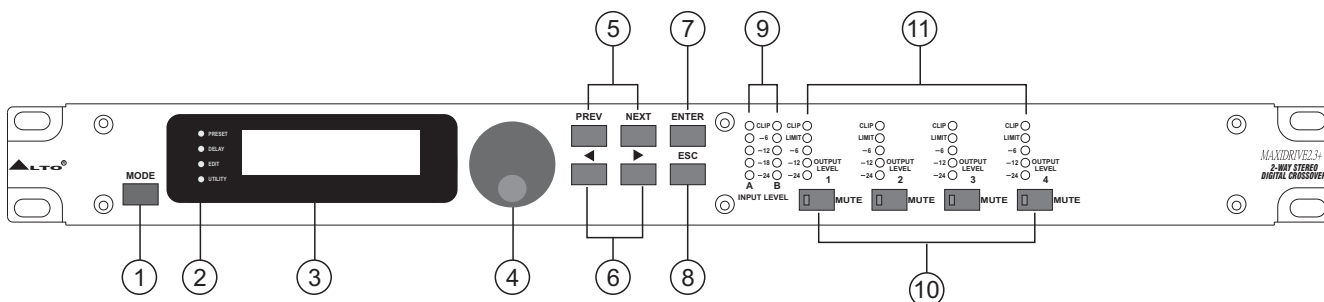 5
7
9
11
PREV
NEXT
ENTER
ESC
PRESET
DELAY
EDIT
UTILITY
ALTO®
MODE
CLIP
-6
-12
-18
-24
A
B
INPUT LEVEL
CLIP
LIMIT
-6
-12
-24
OUTPUT
LEVEL
1
MUTE
CLIP
LIMIT
-6
-12
-24
OUTPUT
LEVEL
2
MUTE
CLIP
LIMIT
-6
-12
-24
OUTPUT
LEVEL
3
MUTE
CLIP
LIMIT
-6
-12
-24
OUTPUT
LEVEL
4
MUTE
MAXIDRIVE2.3+
2-WAY STEREO
DIGITAL CROSSOVER
1
2
3
4
6
8
10